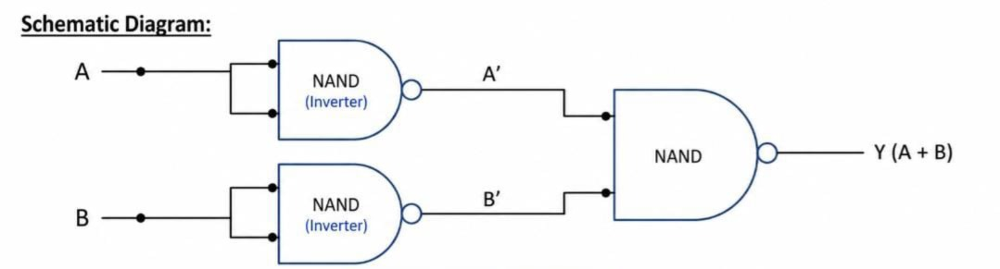 Schematic Diagram:
A
NAND
(Inverter)
A’
NAND
Y (A + B)
B
NAND
(Inverter)
B’